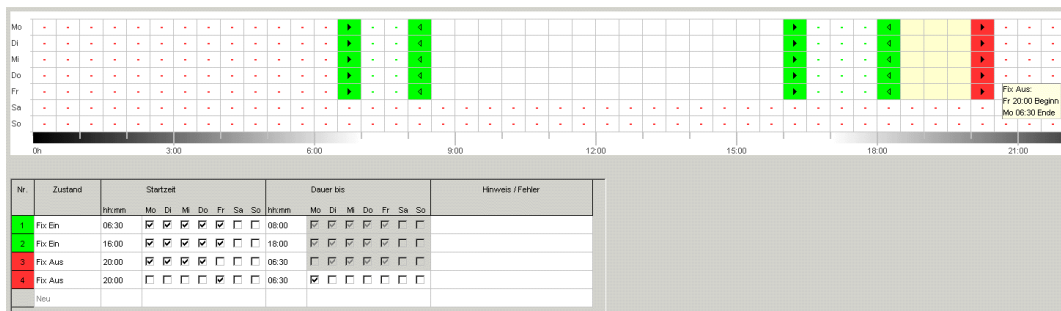 Mo
Di
Mi
Do
Fr
Sa
So
Fix Aus:
Fr 20:00 Beginn
Mo 06:30 Ende
0h 3:00 6:00 9:00 12:00 15:00 18:00 21:00
Nr. Zustand Startzeit Dauer bis Hinweis / Fehler
hh:mm Mo Di Mi Do Fr Sa So hh:mm Mo Di Mi Do Fr Sa So
1 Fix Ein 06:30 08:00
2 Fix Ein 16:00 18:00
3 Fix Aus 20:00 06:30
4 Fix Aus 20:00 06:30
Neu